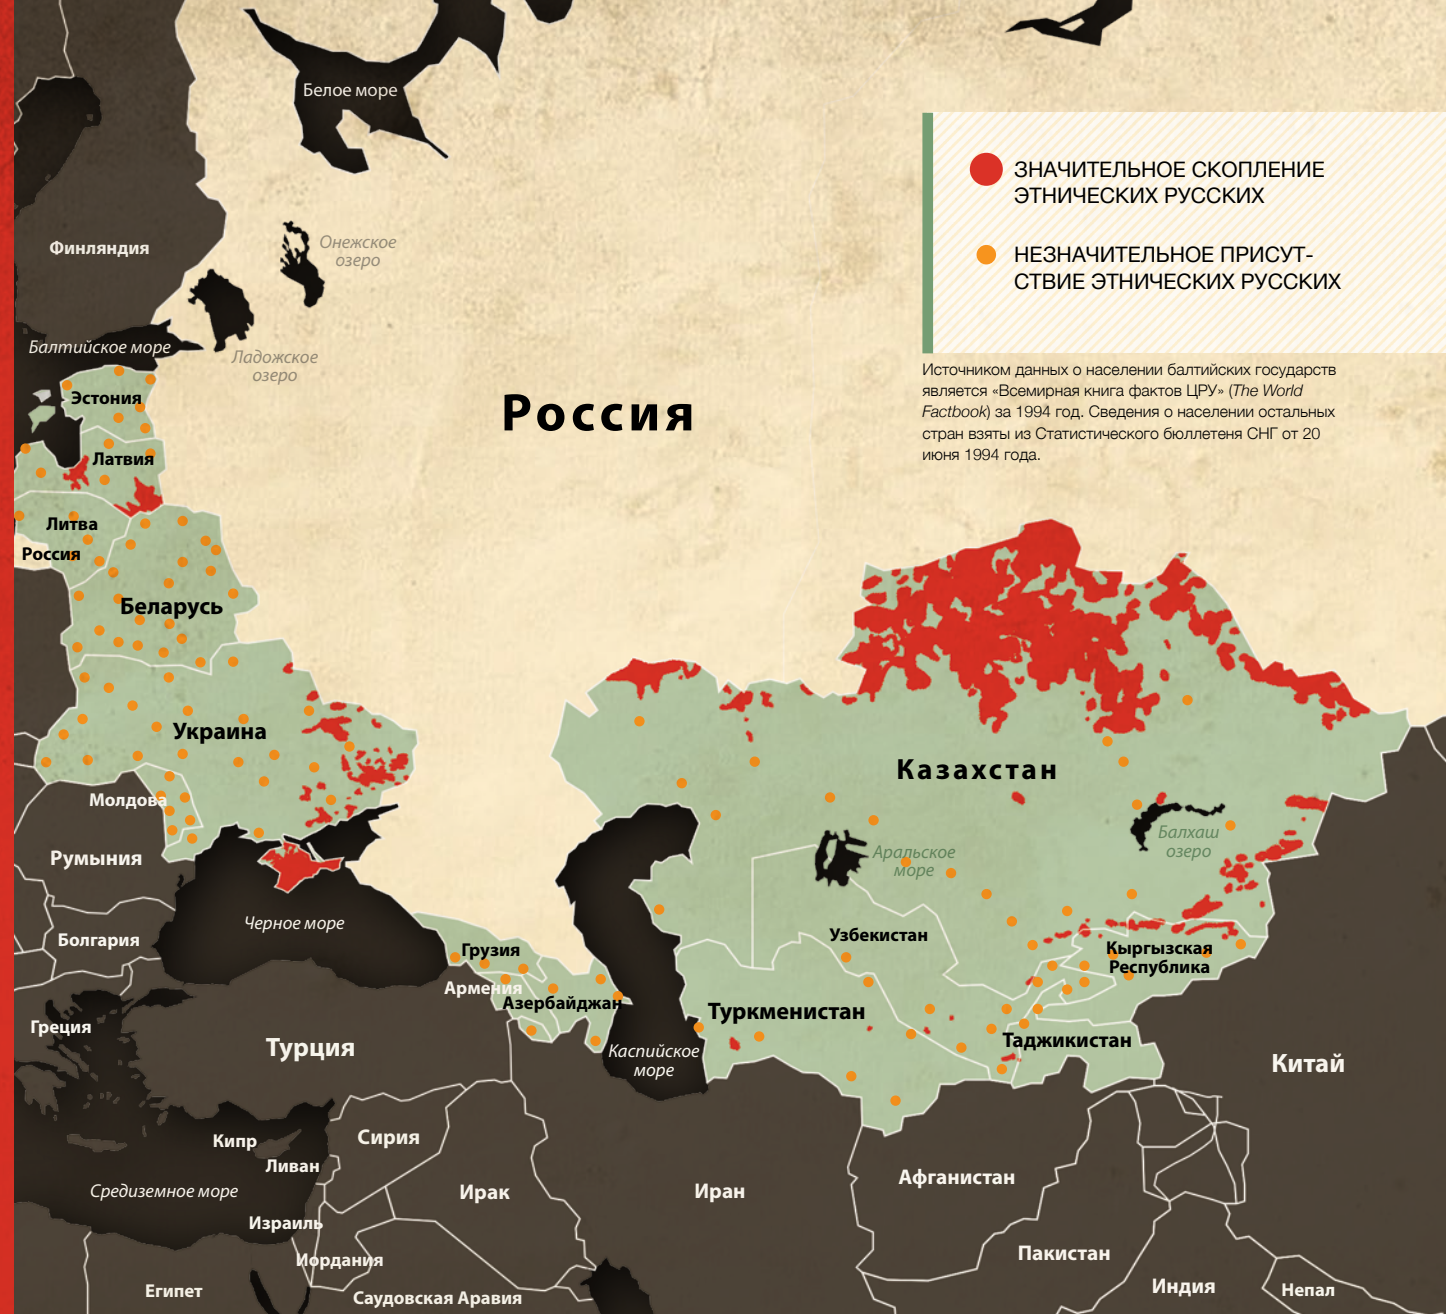 Белое море
ЗНАЧИТЕЛЬНОЕ СКОПЛЕНИЕ
ЭТНИЧЕСКИХ РУССКИХ
НЕЗНАЧИТЕЛЬНОЕ ПРИСУТ-
СТВИЕ ЭТНИЧЕСКИХ РУССКИХ
Источником данных о населении балтийских государств
является «Всемирная книга фактов ЦРУ» (The World
Factbook) за 1994 год. Сведения о населении остальных
стран взяты из Статистического бюллетеня СНГ от 20
июня 1994 года.
Финляндия
Онежское
озеро
Балтийское море
Ладожское
озеро
Эстония
Россия
Латвия
Литва
Россия
Беларусь
Украина
Казахстан
Молдова
Балхаш
озеро
Румыния
Аральское
море
Черное море
Болгария
Узбекистан
Грузия
Кыргызская
Республика
Армения
Азербайджан
Туркменистан
Греция
Турция
Каспийское
море
Таджикистан
Китай
Кипр
Сирия
Ливан
Средиземное море
Ирак
Иран
Афганистан
Израиль
Иордания
Пакистан
Египет
Саудовская Аравия
Индия
Непал